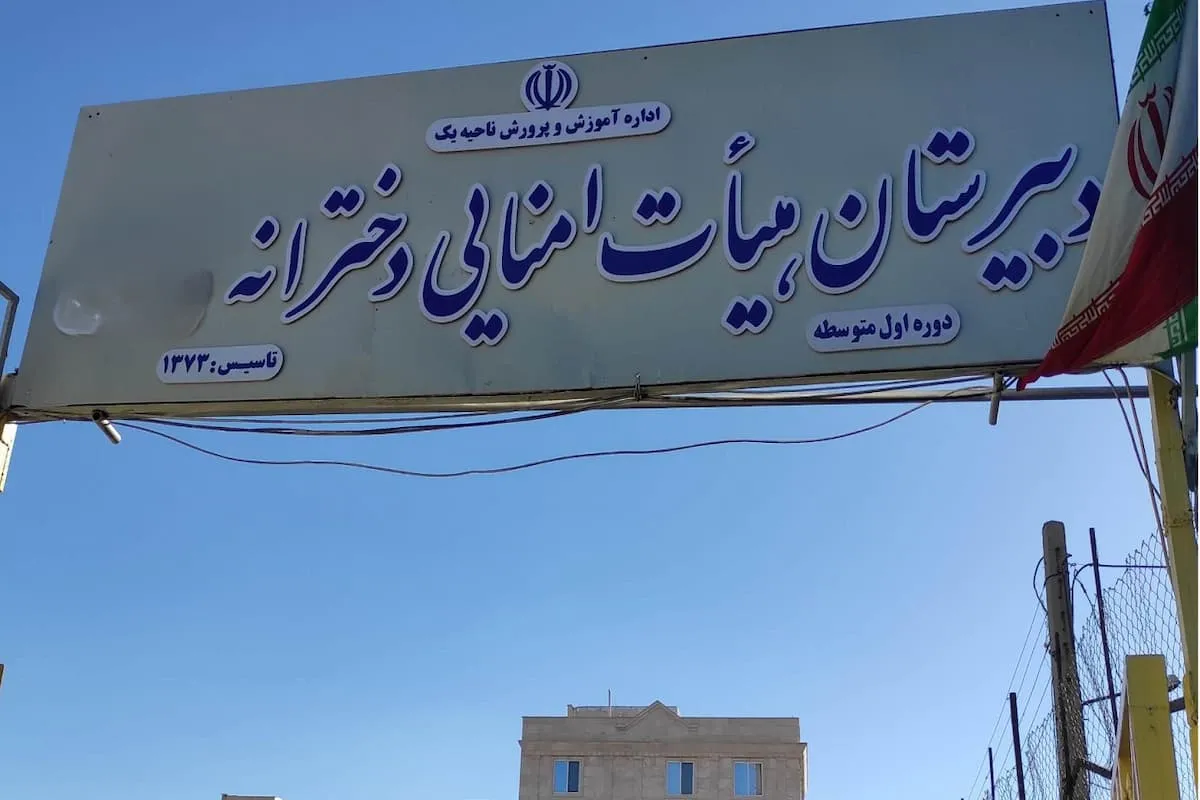 اداره آموزش و پرورش ناحیه یک
دبیرستان هیأت امنایی دخترانه
دوره اول متوسطه
تاسیس: ۱۳۷۳